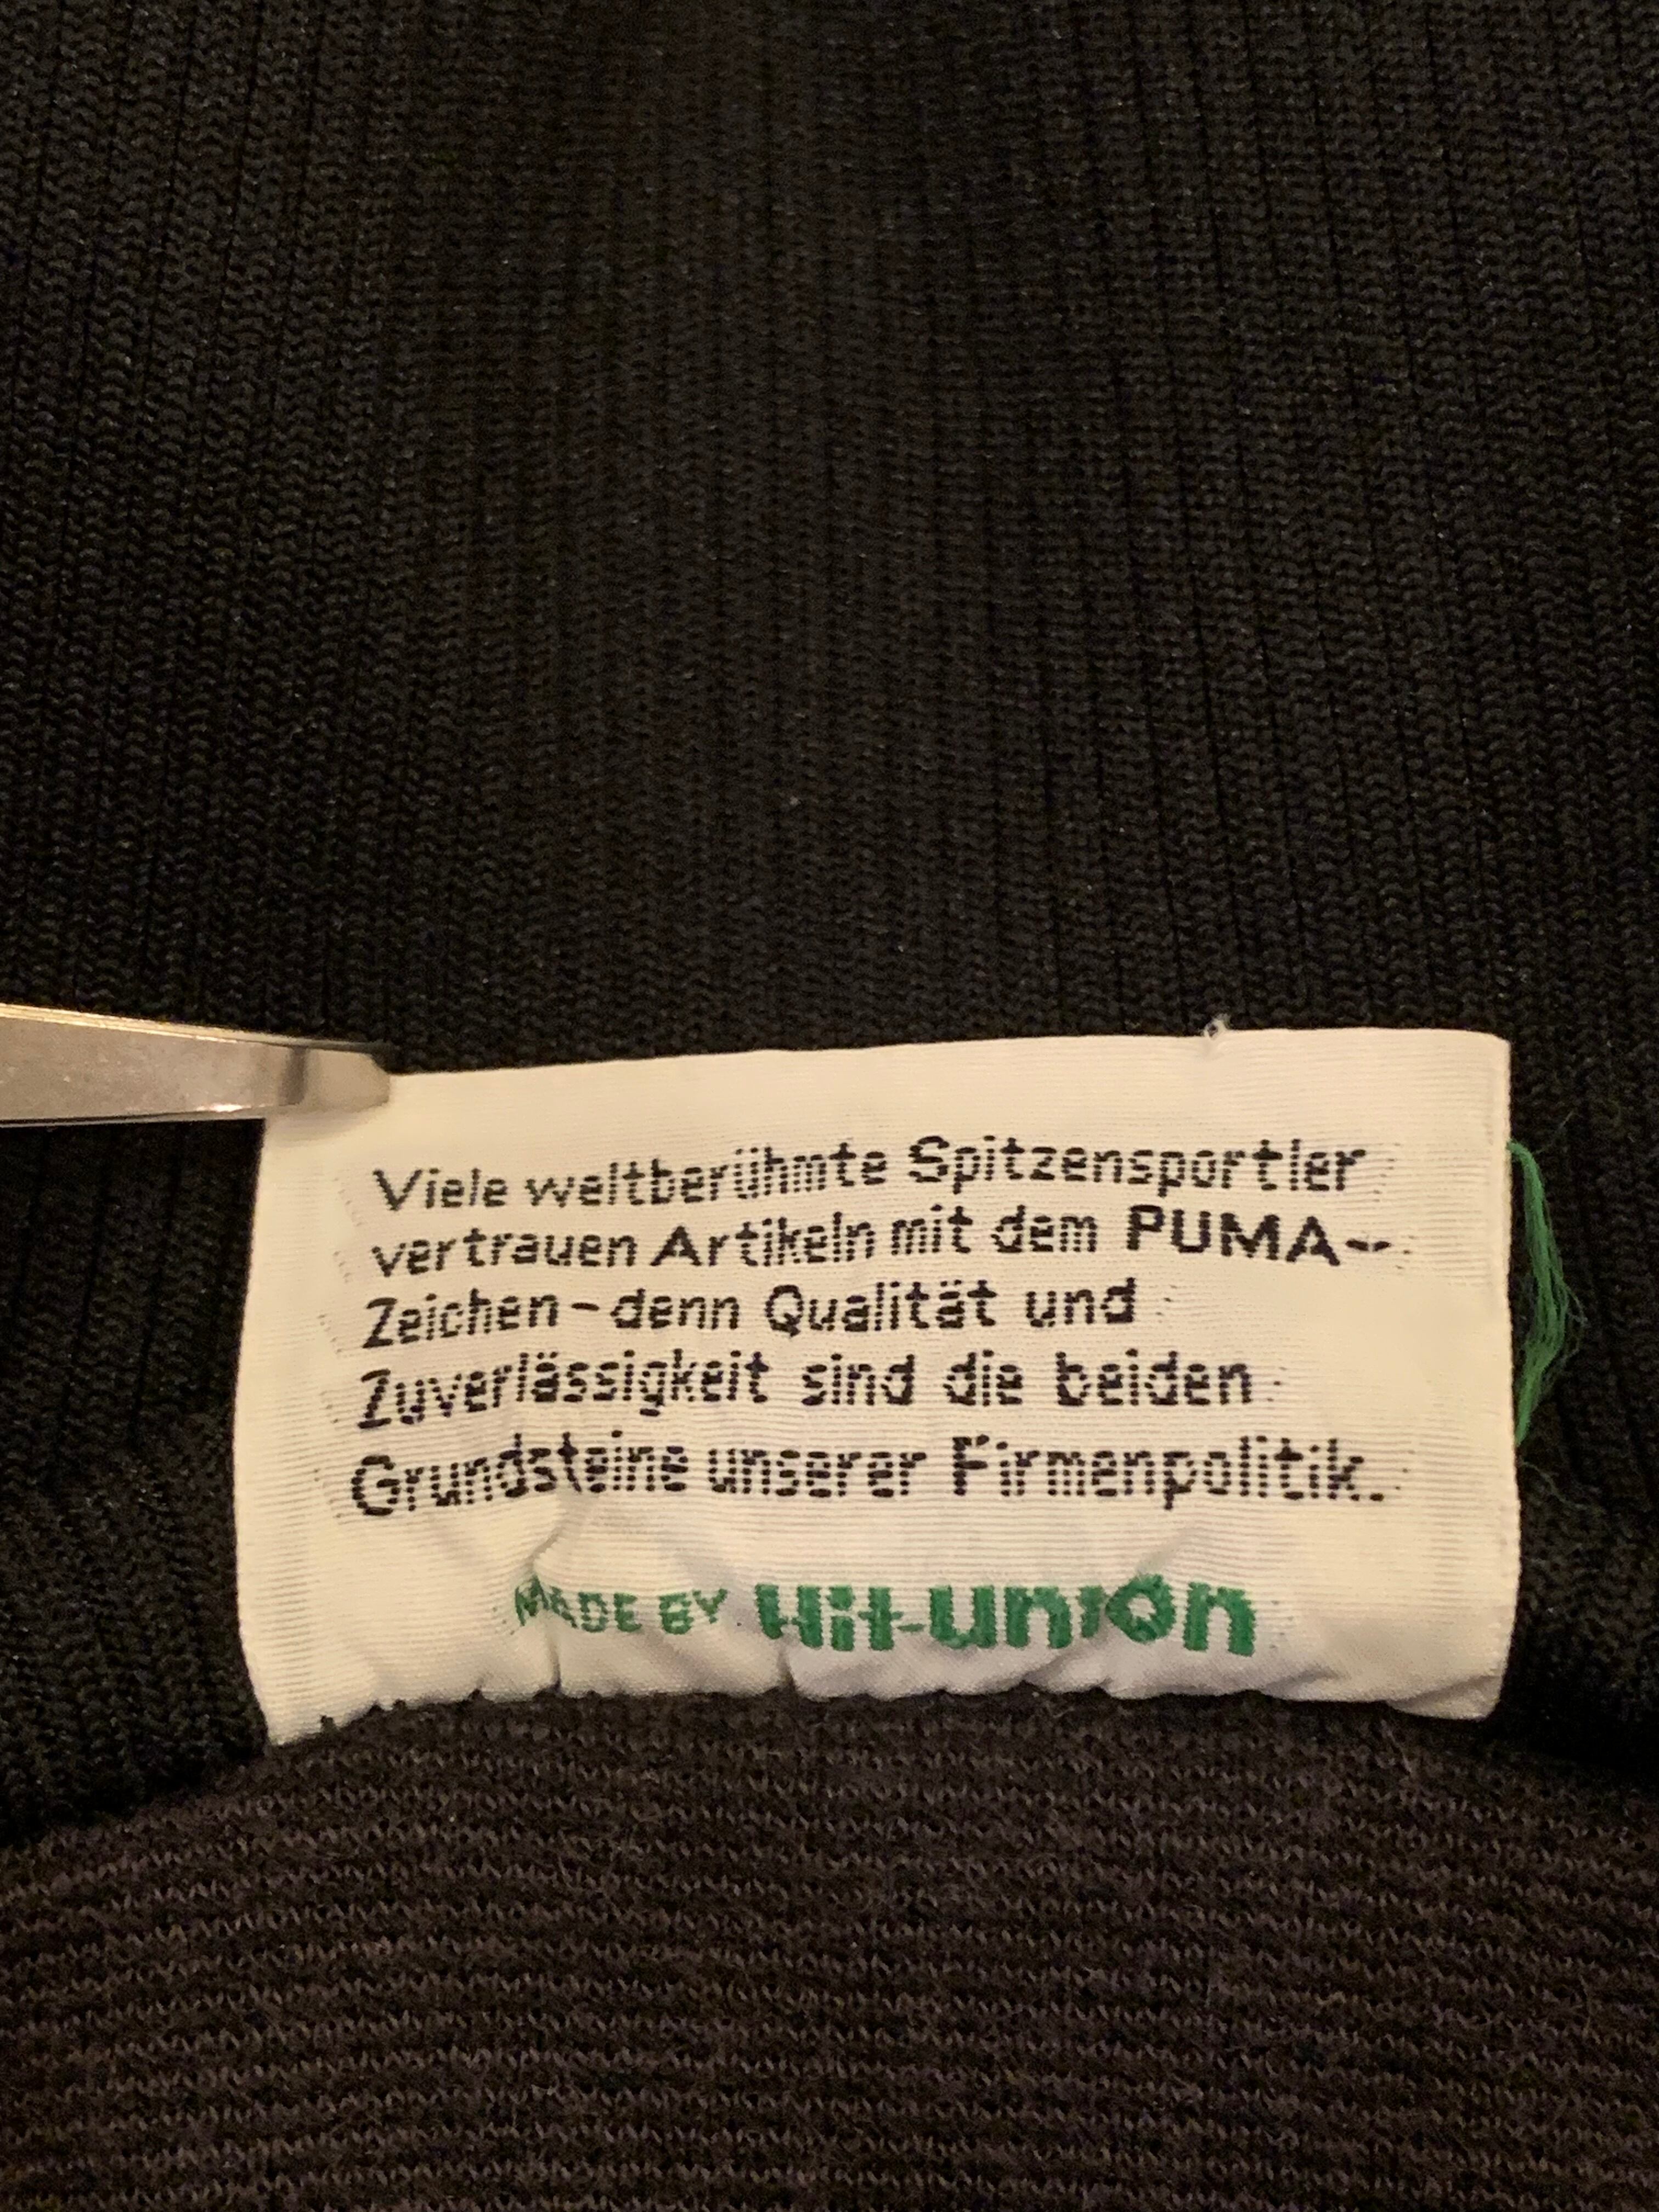 Viele weltberühmte Spitzensportler
vertrauen Artikeln mit dem PUMA-
Zeichen - denn Qualität und
Zuverlässigkeit sind die beiden
Grundsteine unserer Firmenpolitik.
MADE BY Hit-union